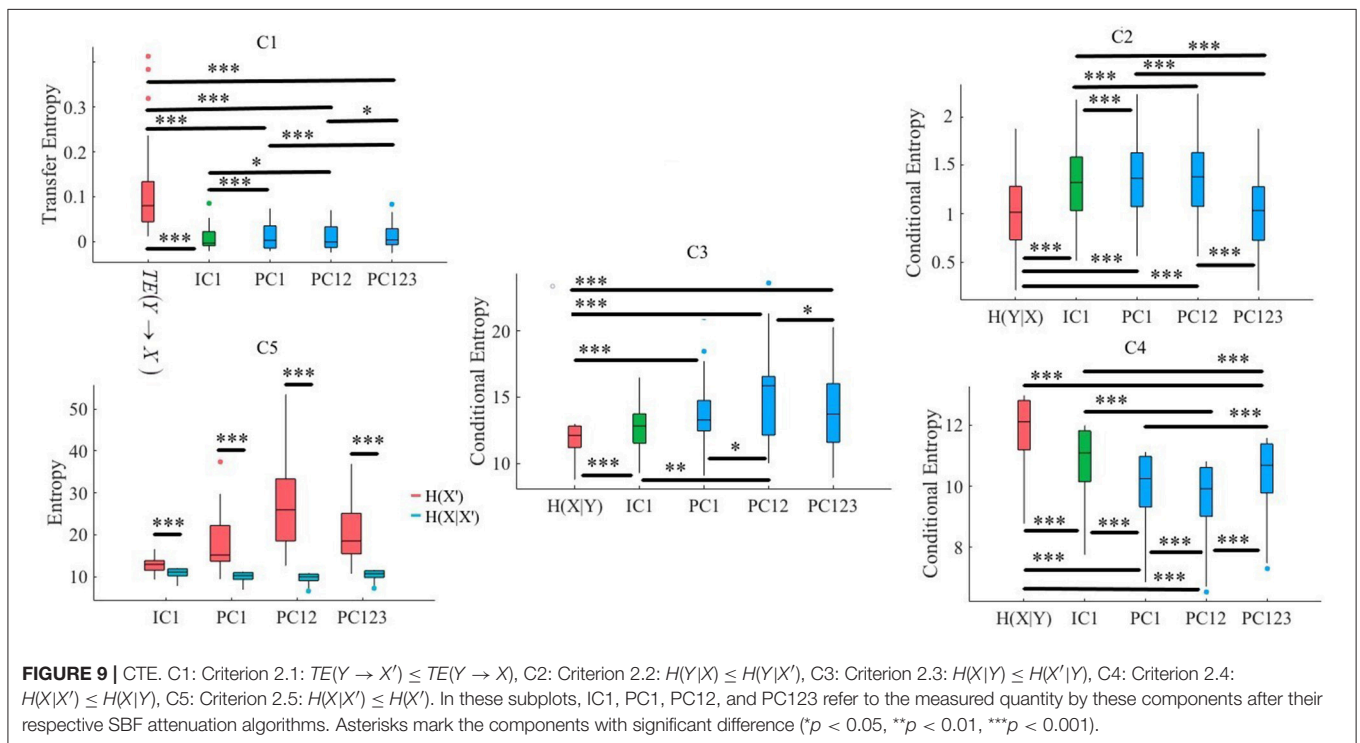 C1
Transfer Entropy
0.3
0.2
0.1
0
***
***
*
***
***
*
***
***
TE(Y → X)
IC1
PC1
PC12
PC123
C2
Conditional Entropy
2
1.5
1
0.5
***
***
***
***
***
***
***
***
H(Y|X)
IC1
PC1
PC12
PC123
C3
Conditional Entropy
20
15
10
***
***
*
***
*
***
**
H(X|Y)
IC1
PC1
PC12
PC123
C5
Entropy
50
40
30
20
10
***
***
***
***
H(X')
H(X|X')
IC1
PC1
PC12
PC123
C4
Conditional Entropy
12
10
8
***
***
***
***
***
***
***
***
***
***
H(X|Y)
IC1
PC1
PC12
PC123
FIGURE 9 | CTE. C1: Criterion 2.1: TE(Y → X′) ≤ TE(Y → X), C2: Criterion 2.2: H(Y|X) ≤ H(Y|X′), C3: Criterion 2.3: H(X|Y) ≤ H(X′|Y), C4: Criterion 2.4:
H(X|X′) ≤ H(X|Y), C5: Criterion 2.5: H(X|X′) ≤ H(X′). In these subplots, IC1, PC1, PC12, and PC123 refer to the measured quantity by these components after their
respective SBF attenuation algorithms. Asterisks mark the components with significant difference (*p < 0.05, **p < 0.01, ***p < 0.001).